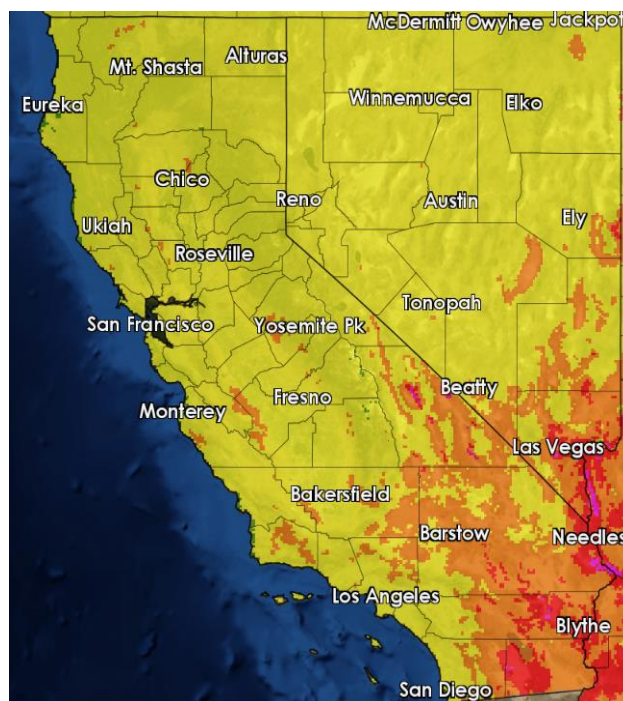 McDermitt Owyhee Jackpot
Mt. Shasta
Alturas
Eureka
Winnemucca
Elko
Chico
Reno
Austin
Ely
Ukiah
Roseville
Tonopah
San Francisco
Yosemite Pk
Monterey
Fresno
Beatty
Las Vegas
Bakersfield
Barstow
Needles
Los Angeles
Blythe
San Diego